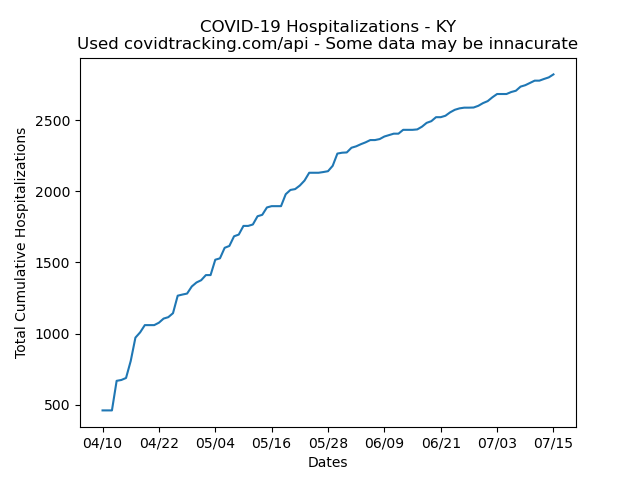 COVID-19 Hospitalizations - KY
Used covidtracking.com/api - Some data may be innacurate
Total Cumulative Hospitalizations
2500
2000
1500
1000
500
04/10 04/22 05/04 05/16 05/28 06/09 06/21 07/03 07/15
Dates